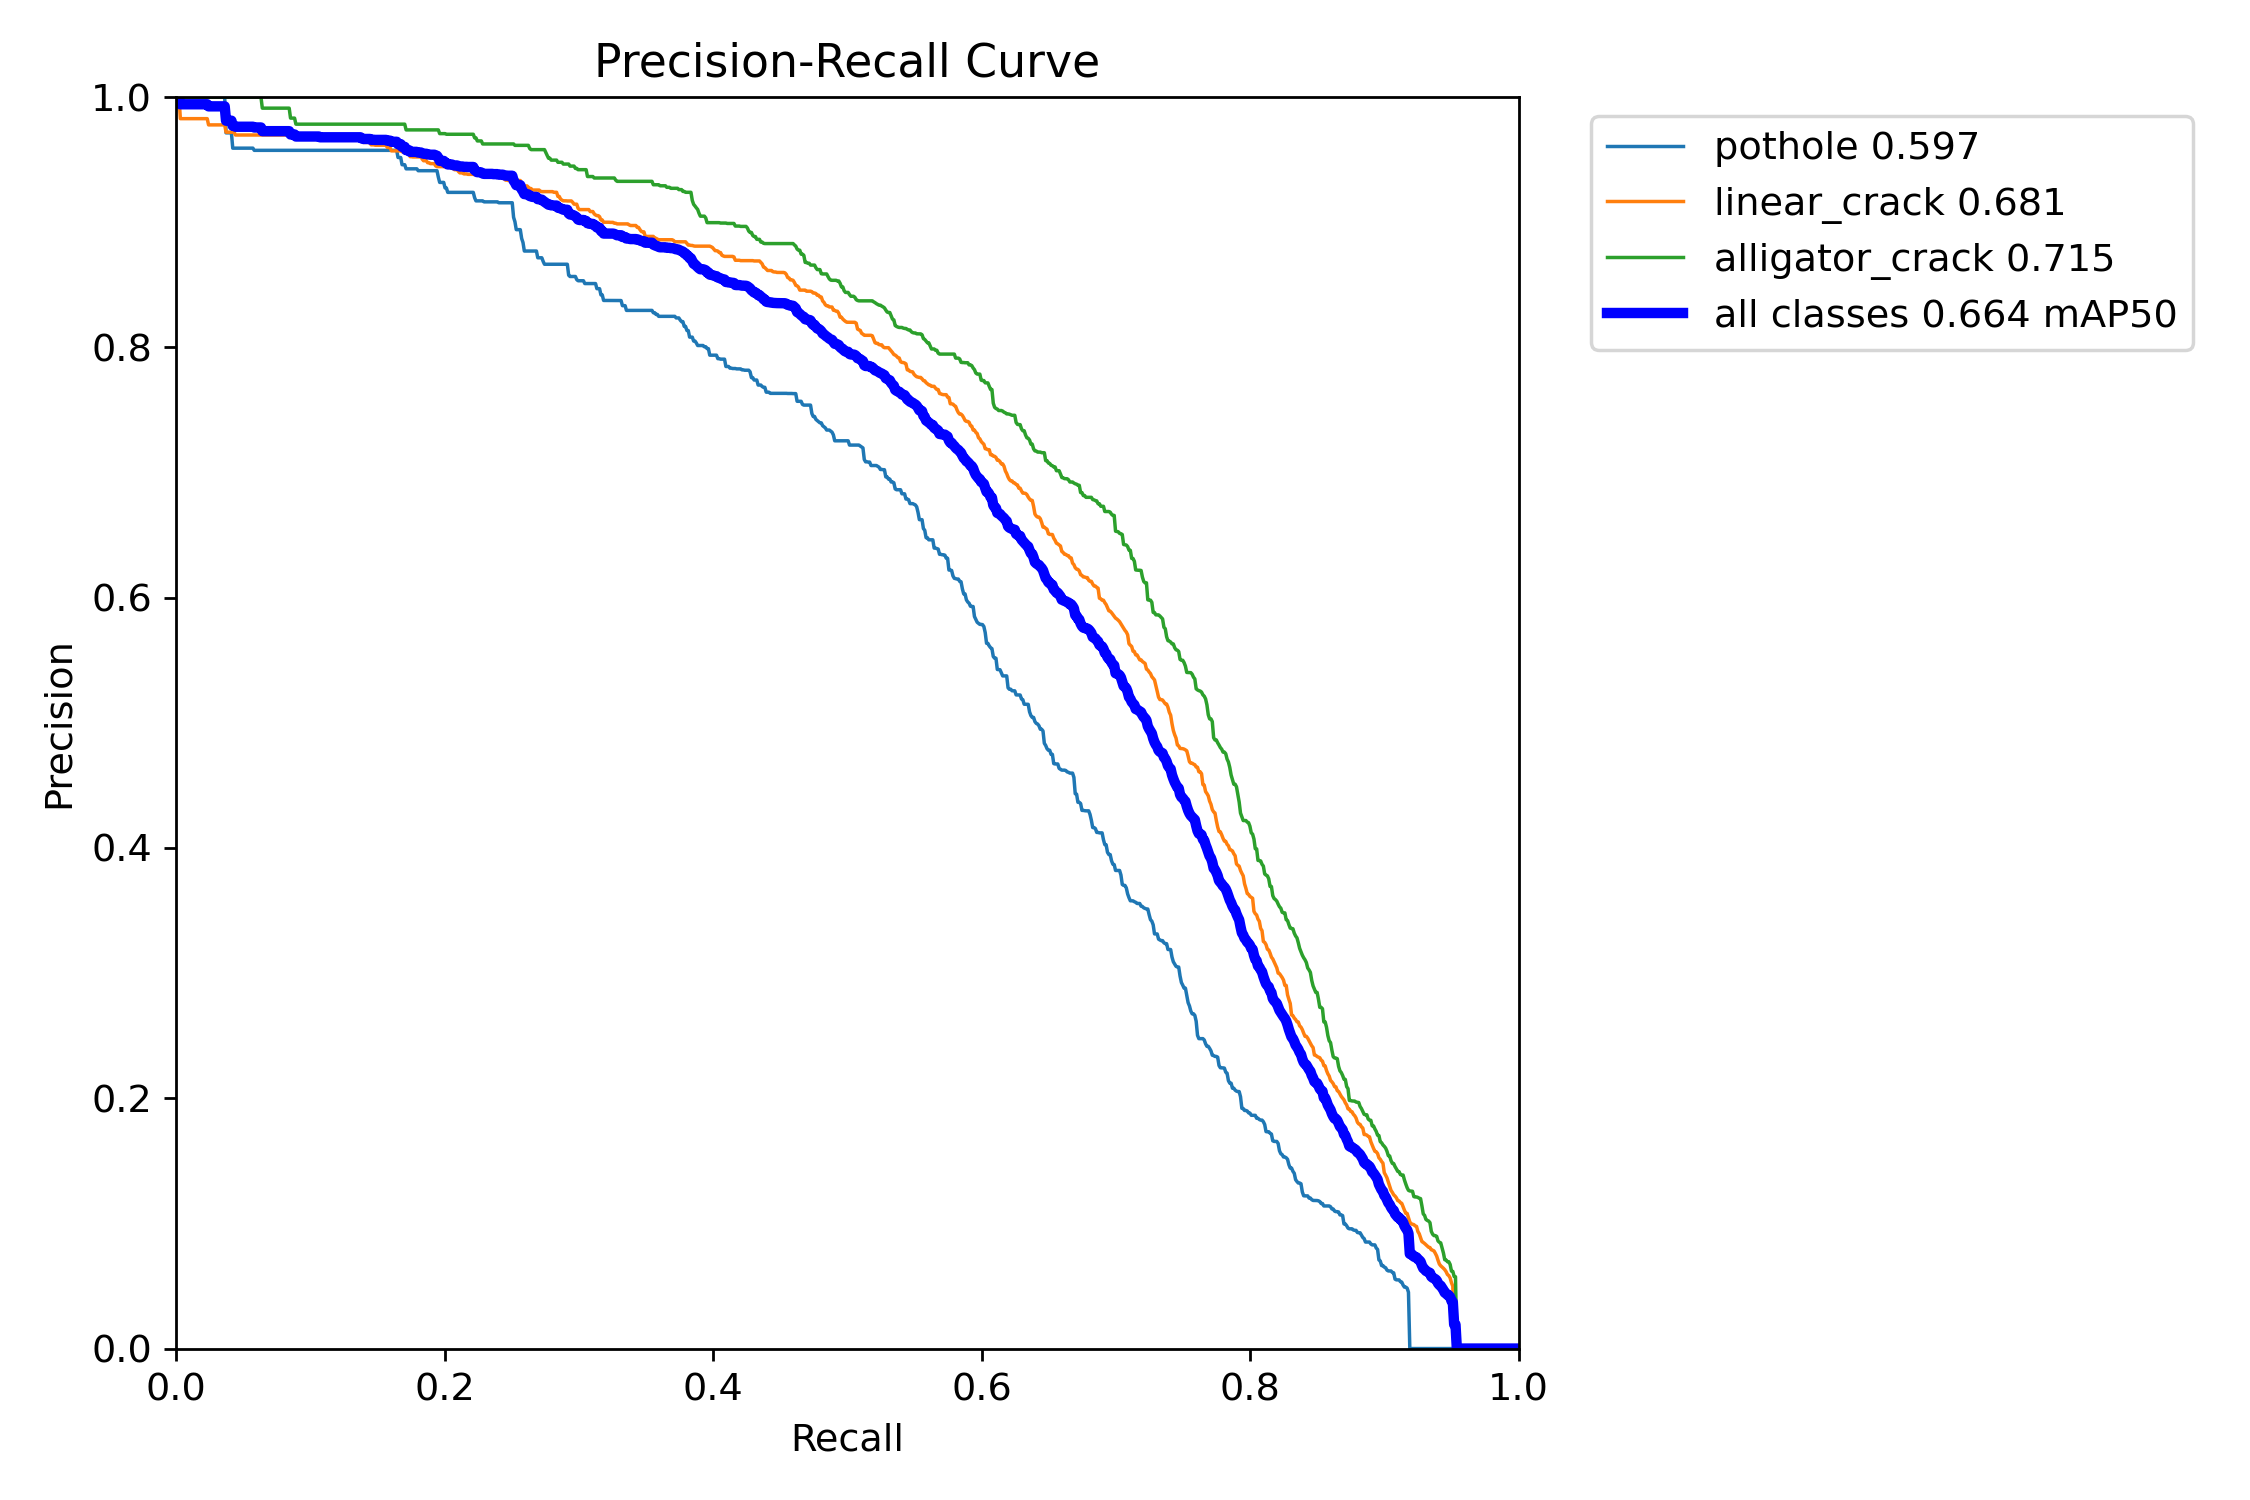 Precision-Recall Curve
1.0
0.8
0.6
0.4
0.2
0.0
Precision
0.0 0.2 0.4 0.6 0.8 1.0
Recall
pothole 0.597
linear_crack 0.681
alligator_crack 0.715
all classes 0.664 mAP50